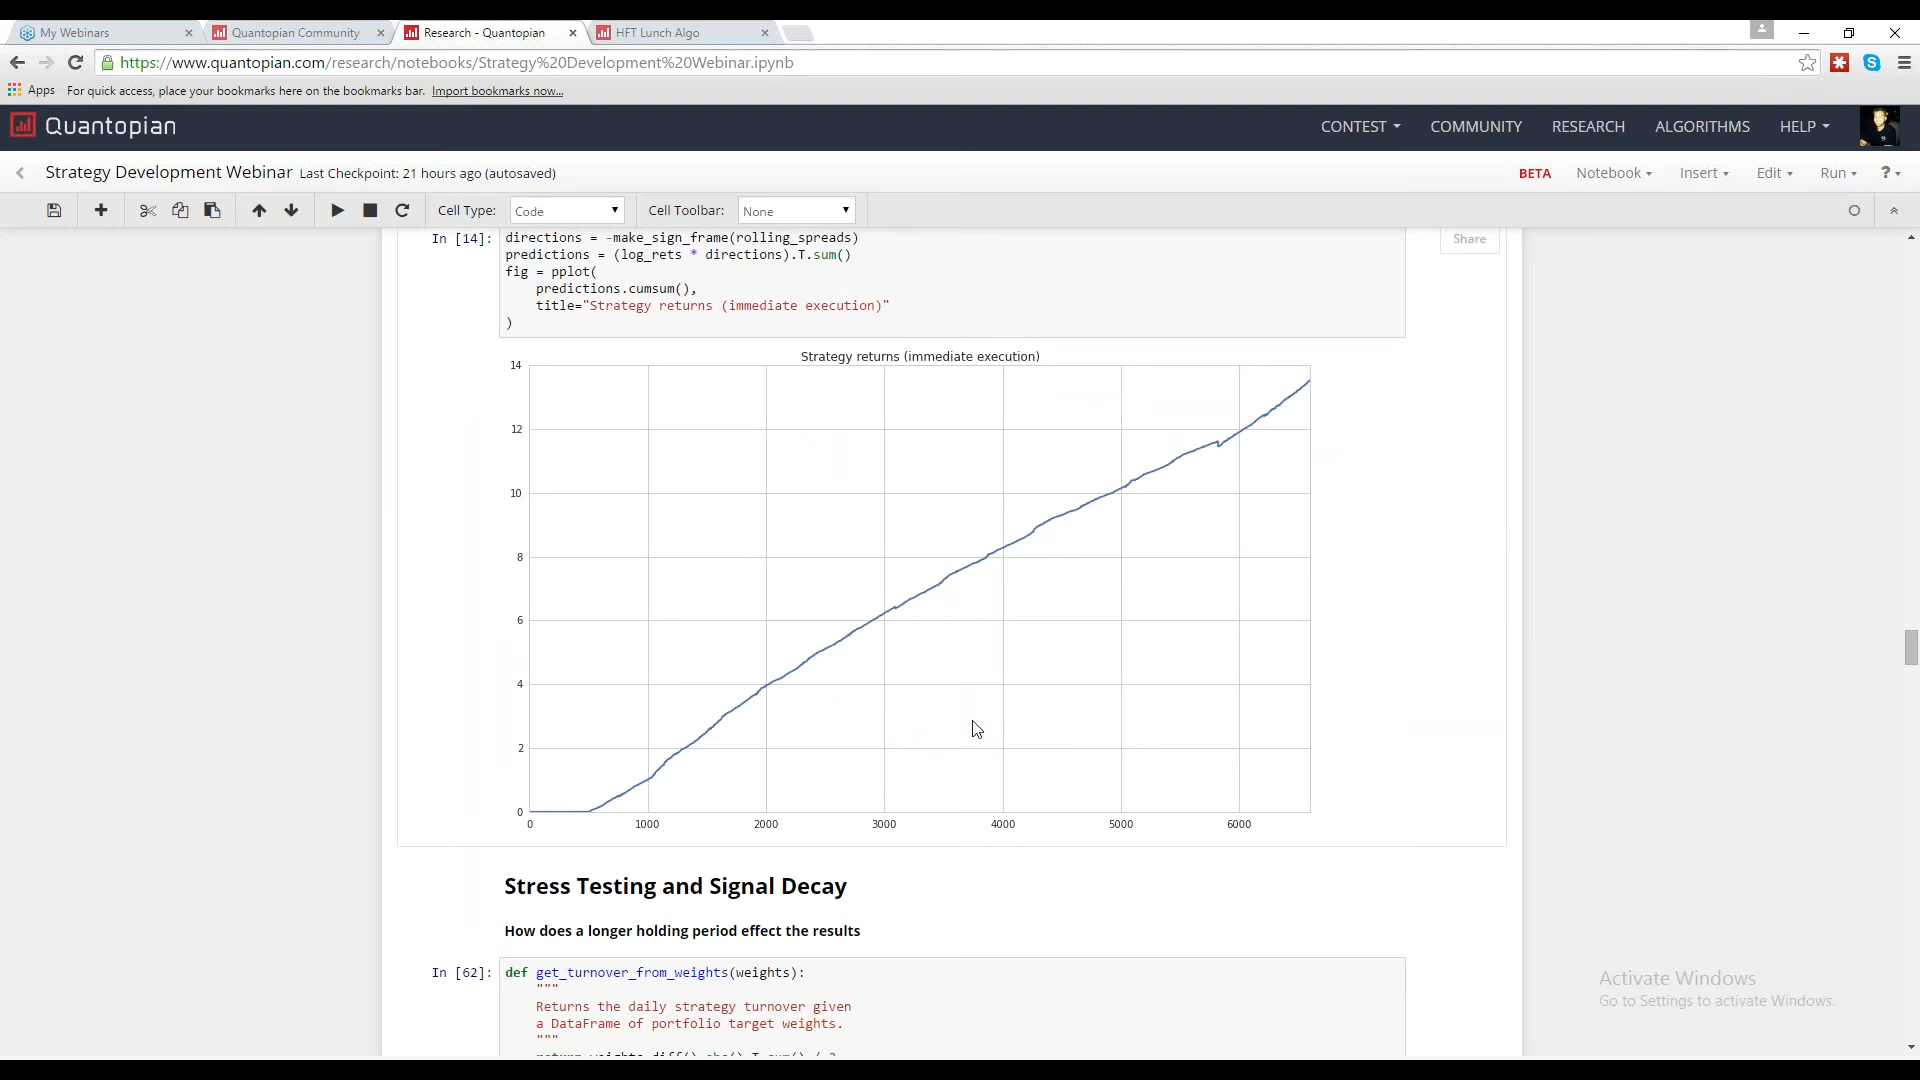 My Webinars
Quantopian Community
Research - Quantopian
HFT Lunch Algo
https://www.quantopian.com/research/notebooks/Strategy%20Development%20Webinar.ipynb
Apps For quick access, place your bookmarks here on the bookmarks bar. Import bookmarks now...
Quantopian
CONTEST COMMUNITY RESEARCH ALGORITHMS HELP
Strategy Development Webinar Last Checkpoint: 21 hours ago (autosaved)
BETA Notebook Insert Edit Run ?
Cell Type: Code Cell Toolbar: None
In [14]: directions = -make_sign_frame(rolling_spreads)
Share
predictions = (log_rets * directions).T.sum()
fig = pplot(
predictions.cumsum(),
title="Strategy returns (immediate execution)"
)
Strategy returns (immediate execution)
14
12
10
8
6
4
2
0
0 1000 2000 3000 4000 5000 6000
Stress Testing and Signal Decay
How does a longer holding period effect the results
In [62]: def get_turnover_from_weights(weights):
"""
Returns the daily strategy turnover given
a DataFrame of portfolio target weights.
"""
return weights.diff().abs().T.sum() / 2
Activate Windows
Go to Settings to activate Windows.